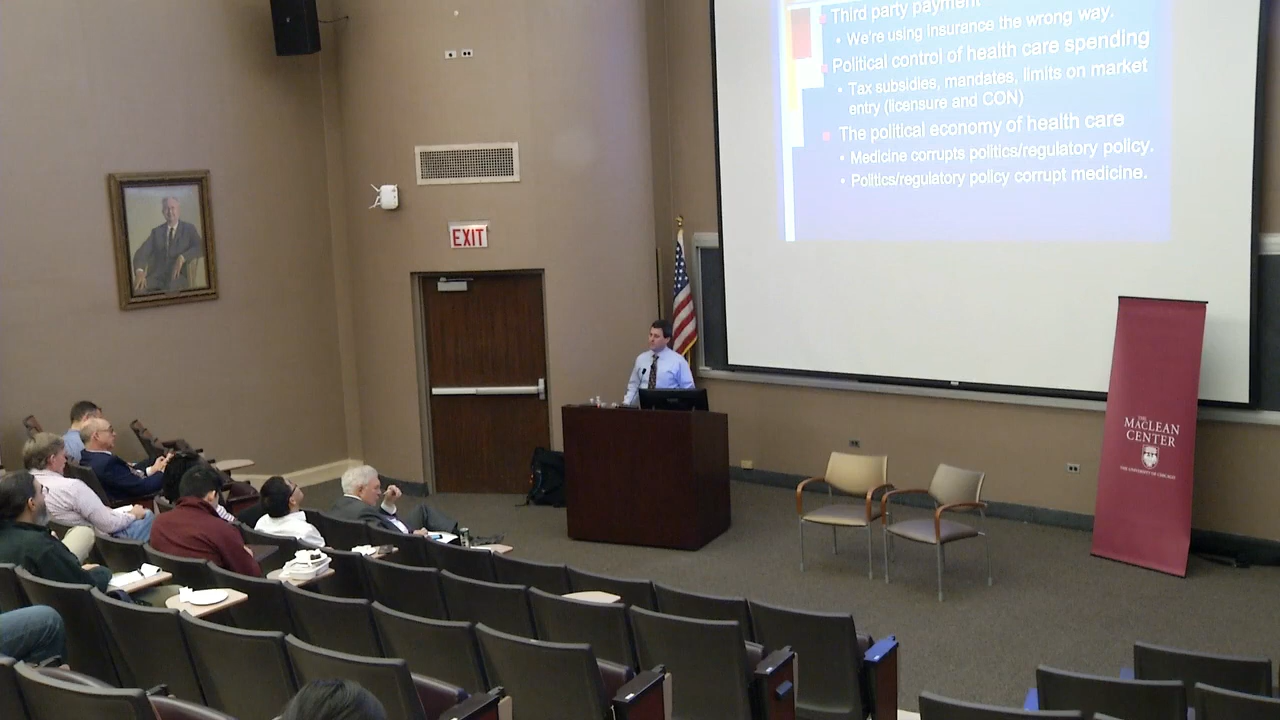 Third party payment
• We're using insurance the wrong way.
Political control of health care spending
• Tax subsidies, mandates, limits on market
entry (licensure and CON)
The political economy of health care
• Medicine corrupts politics/regulatory policy.
• Politics/regulatory policy corrupt medicine.
EXIT
THE
MACLEAN
CENTER
THE UNIVERSITY OF CHICAGO